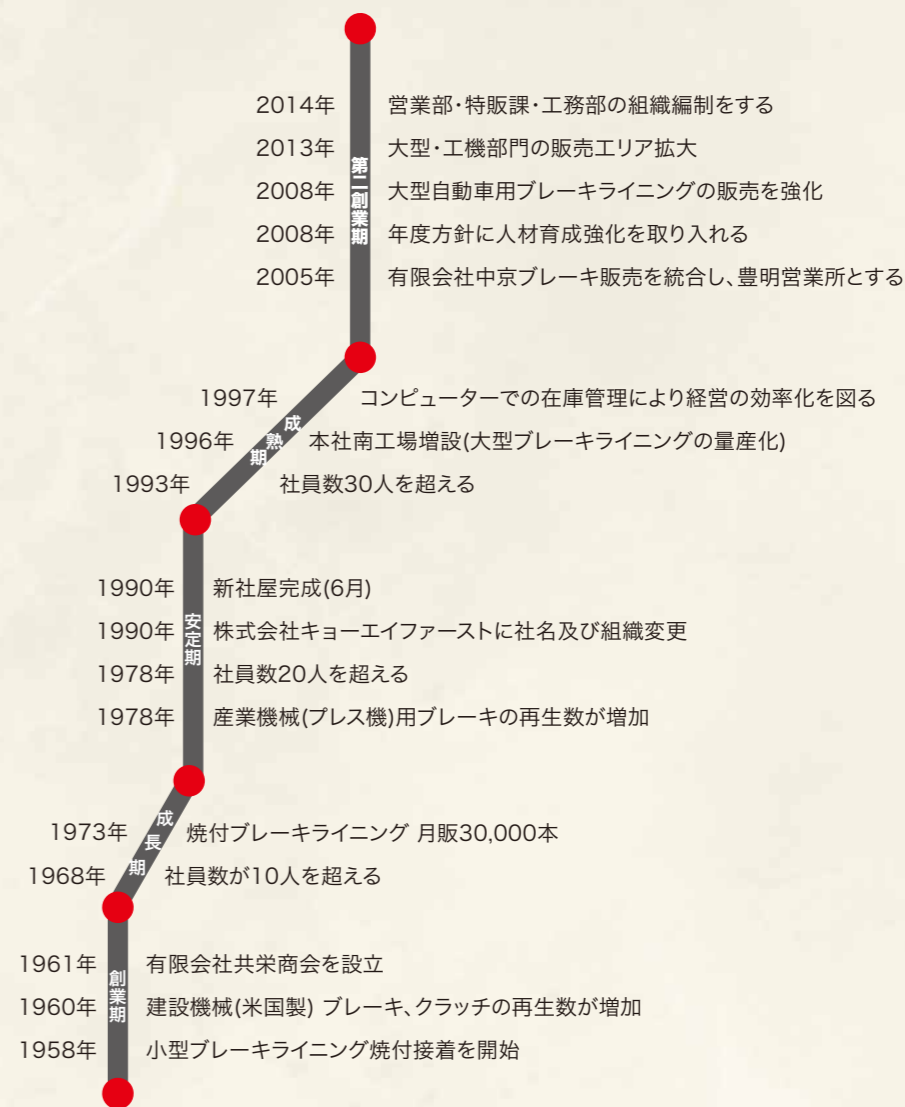 2014年 営業部・特販課・工務部の組織編制をする
2013年 大型・工機部門の販売エリア拡大
2008年 大型自動車用ブレーキライニングの販売を強化
2008年 年度方針に人材育成強化を取り入れる
2005年 有限会社中京ブレーキ販売を統合し、豊明営業所とする
第二創業期
1997年 コンピューターでの在庫管理により経営の効率化を図る
1996年 本社南工場増設(大型ブレーキライニングの量産化)
1993年 社員数30人を超える
成熟期
1990年 新社屋完成(6月)
1990年 株式会社キョーエイファーストに社名及び組織変更
1978年 社員数20人を超える
1978年 産業機械(プレス機)用ブレーキの再生数が増加
安定期
1973年 焼付ブレーキライニング 月販30,000本
1968年 社員数が10人を超える
成長期
1961年 有限会社共栄商会を設立
1960年 建設機械(米国製) ブレーキ、クラッチの再生数が増加
1958年 小型ブレーキライニング焼付接着を開始
創業期